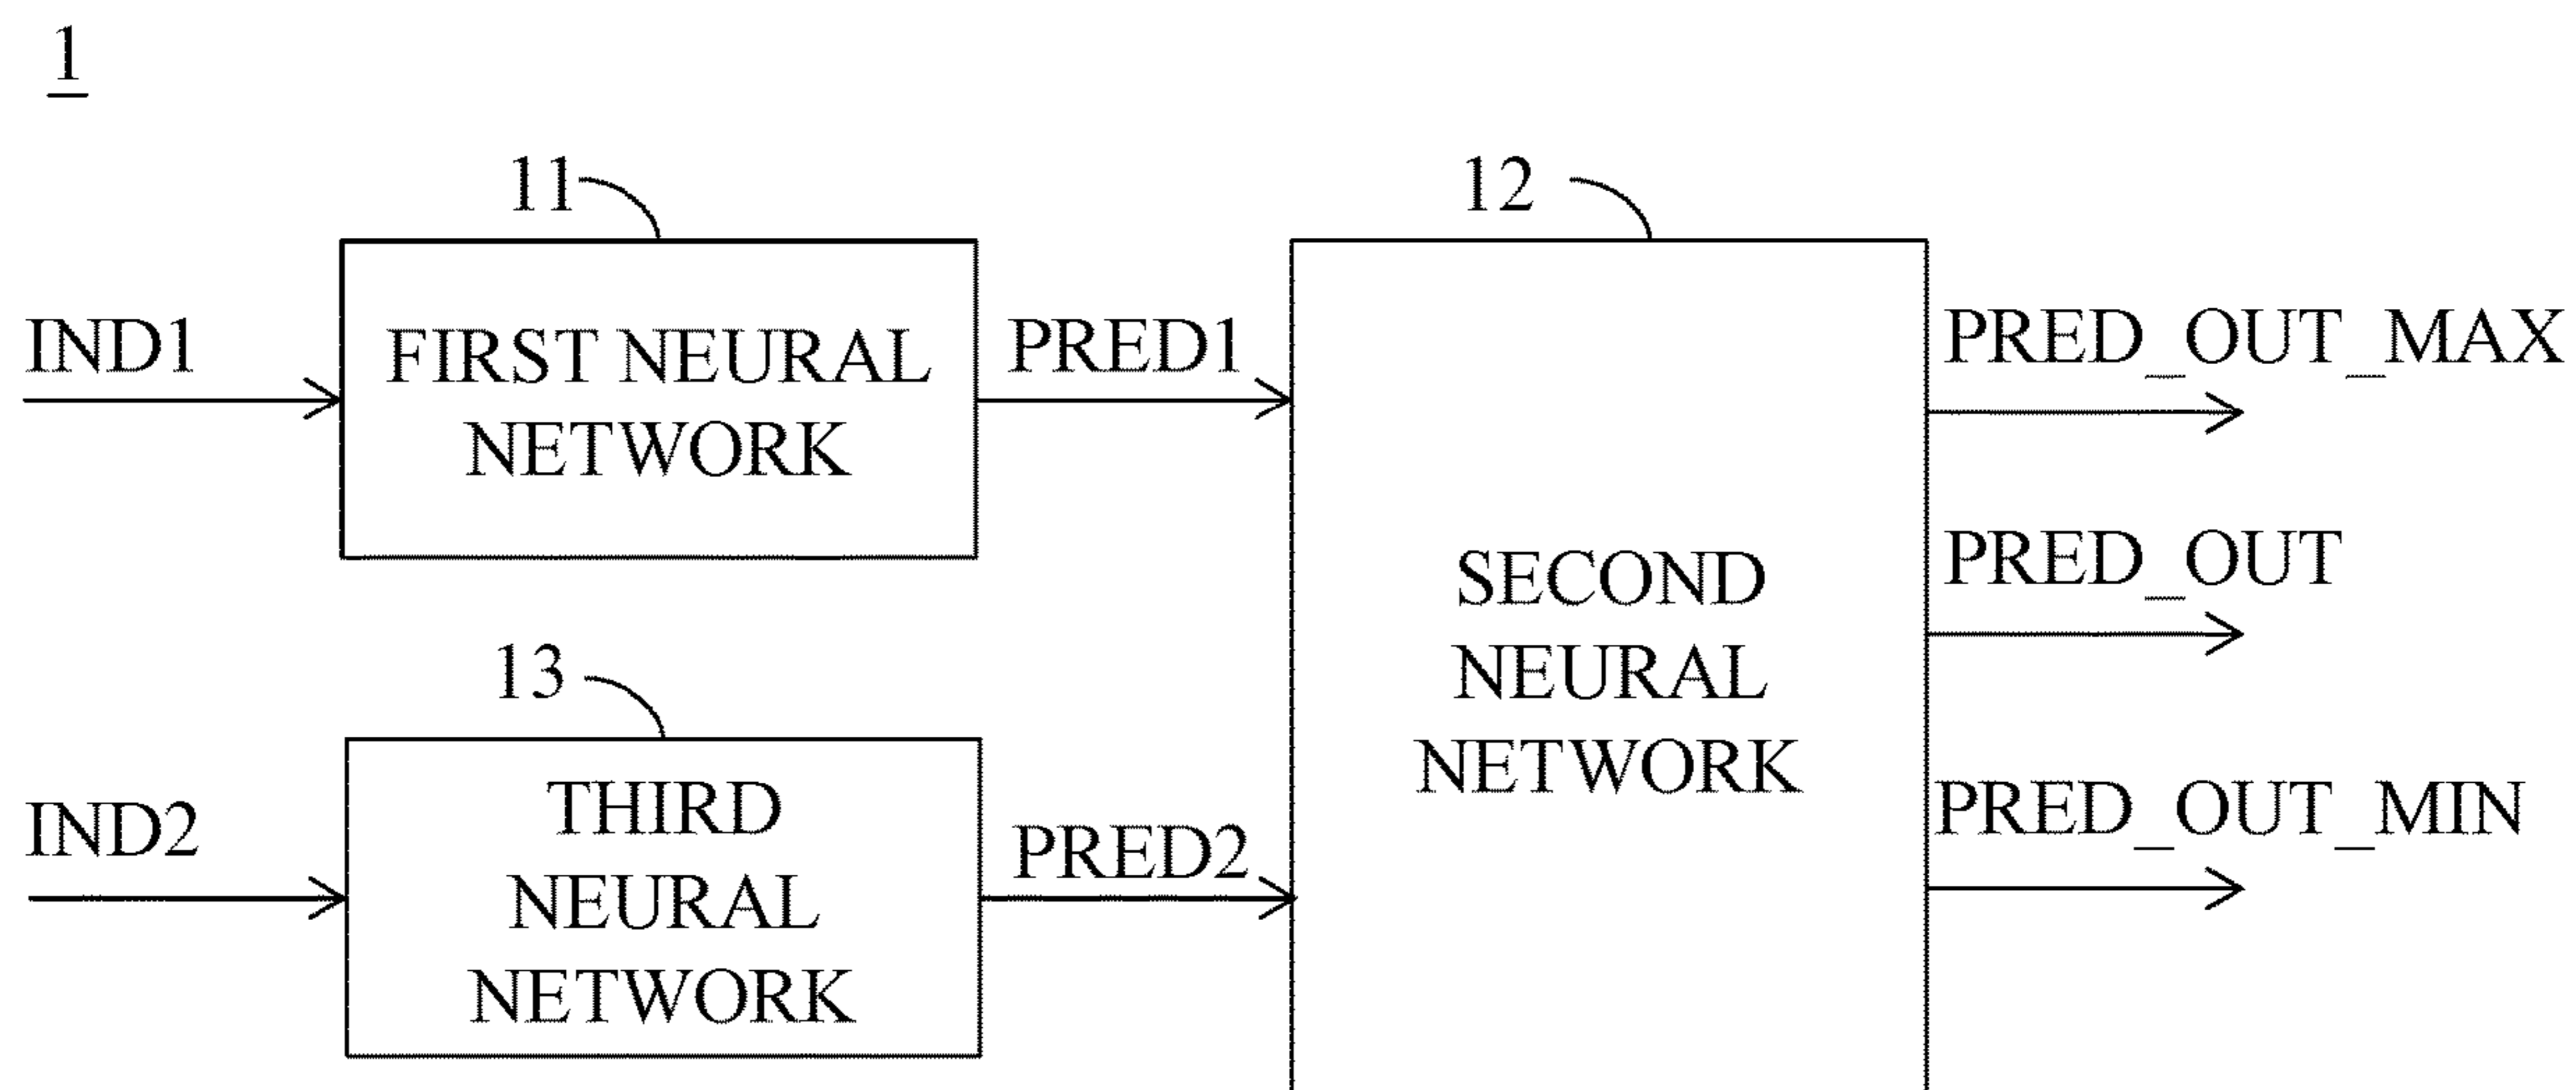 1
11
12
IND1
FIRST NEURAL
NETWORK
PRED1
PRED_OUT_MAX
SECOND
NEURAL
NETWORK
PRED_OUT
13
IND2
THIRD
NEURAL
NETWORK
PRED2
PRED_OUT_MIN